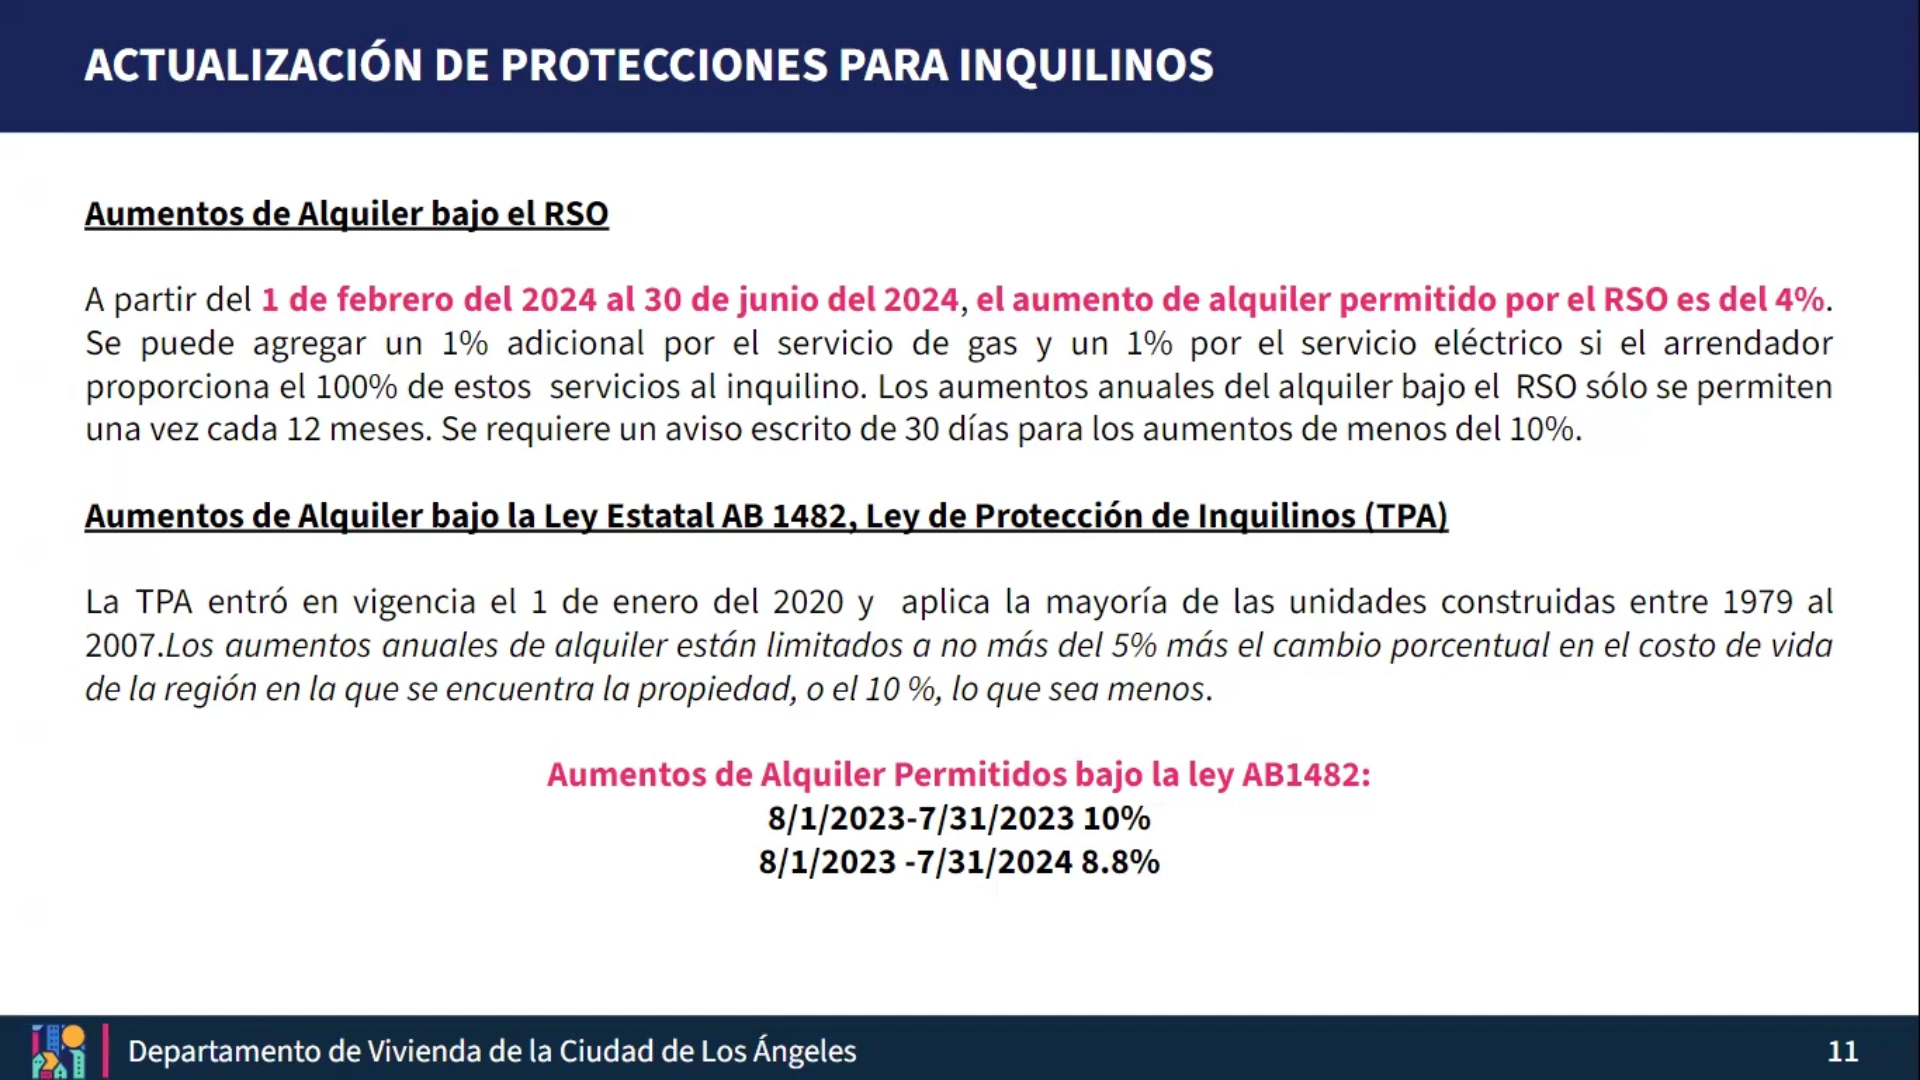 ACTUALIZACIÓN DE PROTECCIONES PARA INQUILINOS
Aumentos de Alquiler bajo el RSO
A partir del 1 de febrero del 2024 al 30 de junio del 2024, el aumento de alquiler permitido por el RSO es del 4%.
Se puede agregar un 1% adicional por el servicio de gas y un 1% por el servicio eléctrico si el arrendador
proporciona el 100% de estos servicios al inquilino. Los aumentos anuales del alquiler bajo el RSO sólo se permiten
una vez cada 12 meses. Se requiere un aviso escrito de 30 días para los aumentos de menos del 10%.
Aumentos de Alquiler bajo la Ley Estatal AB 1482, Ley de Protección de Inquilinos (TPA)
La TPA entró en vigencia el 1 de enero del 2020 y aplica la mayoría de las unidades construidas entre 1979 al
2007.Los aumentos anuales de alquiler están limitados a no más del 5% más el cambio porcentual en el costo de vida
de la región en la que se encuentra la propiedad, o el 10 %, lo que sea menos.
Aumentos de Alquiler Permitidos bajo la ley AB1482:
8/1/2023-7/31/2023 10%
8/1/2023 -7/31/2024 8.8%
Departamento de Vivienda de la Ciudad de Los Ángeles
11